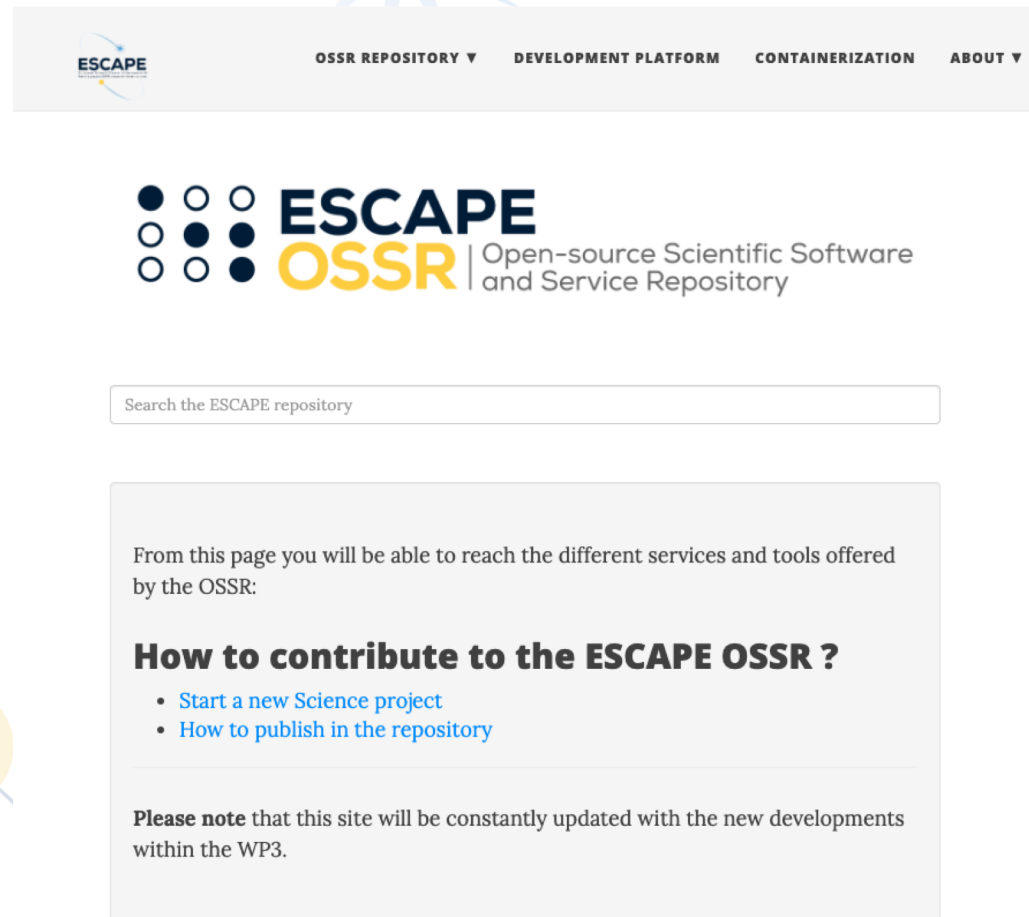 ESCAPE
OSSR REPOSITORY ▼ DEVELOPMENT PLATFORM CONTAINERIZATION ABOUT ▼
ESCAPE
OSSR | Open-source Scientific Software
and Service Repository
Search the ESCAPE repository
From this page you will be able to reach the different services and tools offered
by the OSSR:
How to contribute to the ESCAPE OSSR ?
• Start a new Science project
• How to publish in the repository
Please note that this site will be constantly updated with the new developments
within the WP3.